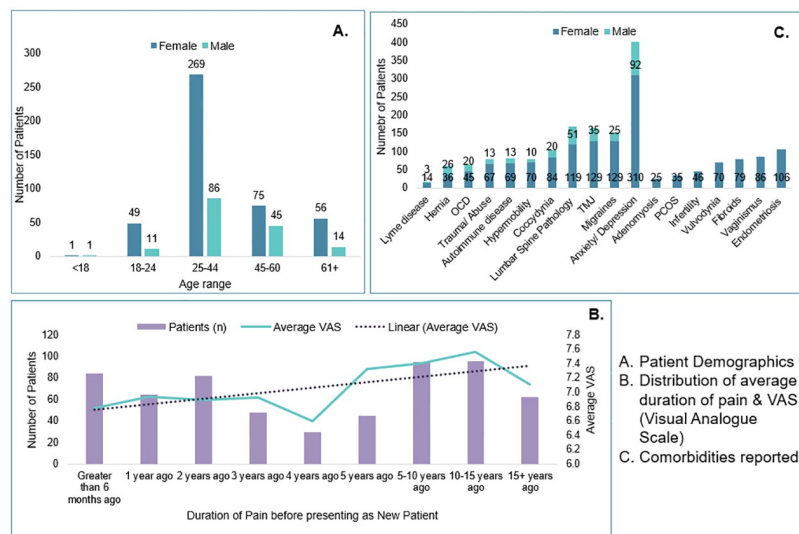 A.
Female Male
Number of Patients
300
250
200
150
100
50
0
1 1
49 11
269 86
75 45
56 14
<18 18-24 25-44 45-60 61+
Age range
C.
Female Male
Numebr of Patients
450
400
350
300
250
200
150
100
50
0
3 26 20 13 13 10 20 51 35 25 92
14 36 45 67 69 70 84 119 129 129 310 25 35 46 70 79 86 106
Lyme disease
Hernia
OCD
Trauma/ Abuse
Autoimmune disease
Hypermobility
Coccydynia
Lumbar Spine Pathology
TMJ
Migraines
Anxiety/ Depression
Adenomyosis
PCOS
Infertility
Vulvodynia
Fibroids
Vaginismus
Endometriosis
B.
Patients (n) Average VAS Linear (Average VAS)
Number of Patients
120
100
80
60
40
20
0
7.8
7.6
7.4
7.2
7.0
6.8
6.6
6.4
6.2
6.0
Average VAS
Greater 1 year ago 2 years ago 3 years ago 4 years ago 5 years ago 5-10 years 10-15 years 15+ years
than 6 ago ago ago
months ago
Duration of Pain before presenting as New Patient
A. Patient Demographics
B. Distribution of average
duration of pain & VAS
(Visual Analogue
Scale)
C. Comorbidities reported